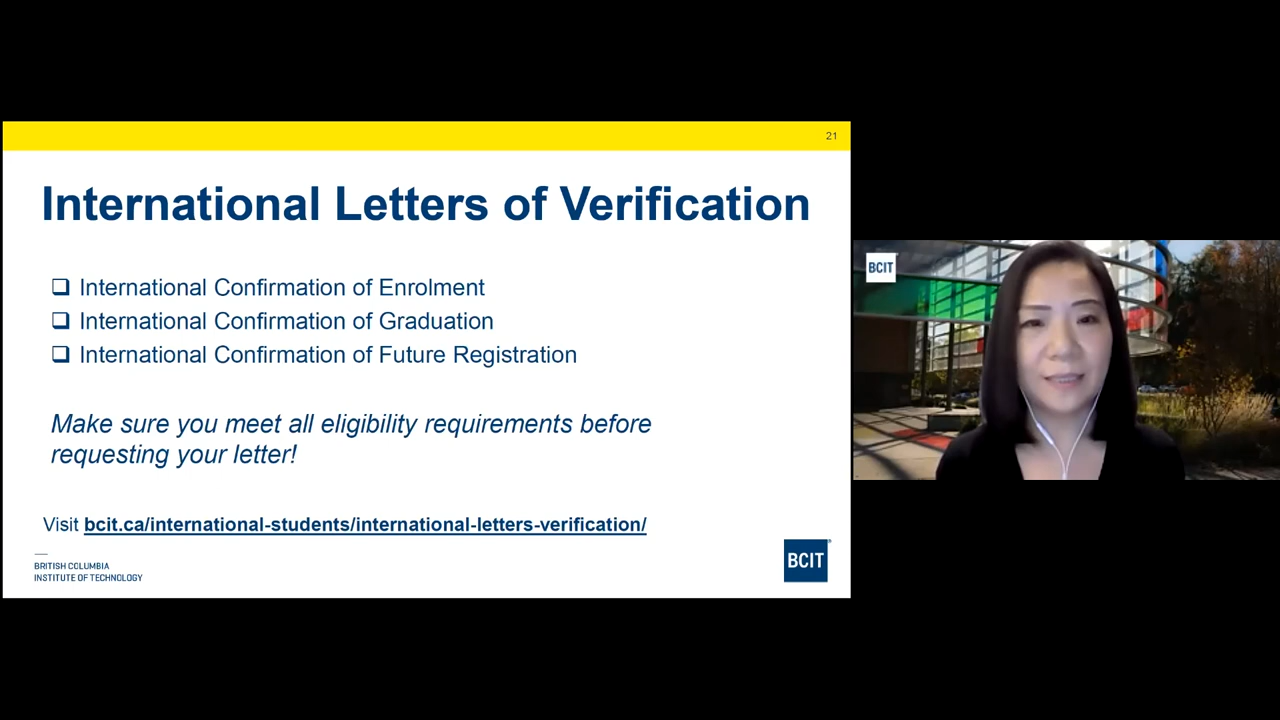 21
International Letters of Verification
❑ International Confirmation of Enrolment
❑ International Confirmation of Graduation
❑ International Confirmation of Future Registration
Make sure you meet all eligibility requirements before
requesting your letter!
Visit bcit.ca/international-students/international-letters-verification/
BRITISH COLUMBIA
INSTITUTE OF TECHNOLOGY
BCIT®
BCIT